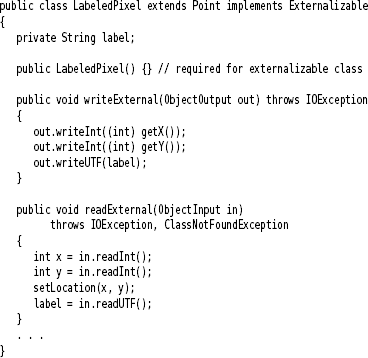 public class LabeledPixel extends Point implements Externalizable
{
private String label;
public LabeledPixel() {} // required for externalizable class
public void writeExternal(ObjectOutput out) throws IOException
{
out.writeInt((int) getX());
out.writeInt((int) getY());
out.writeUTF(label);
}
public void readExternal(ObjectInput in)
throws IOException, ClassNotFoundException
{
int x = in.readInt();
int y = in.readInt();
setLocation(x, y);
label = in.readUTF();
}
. . .
}